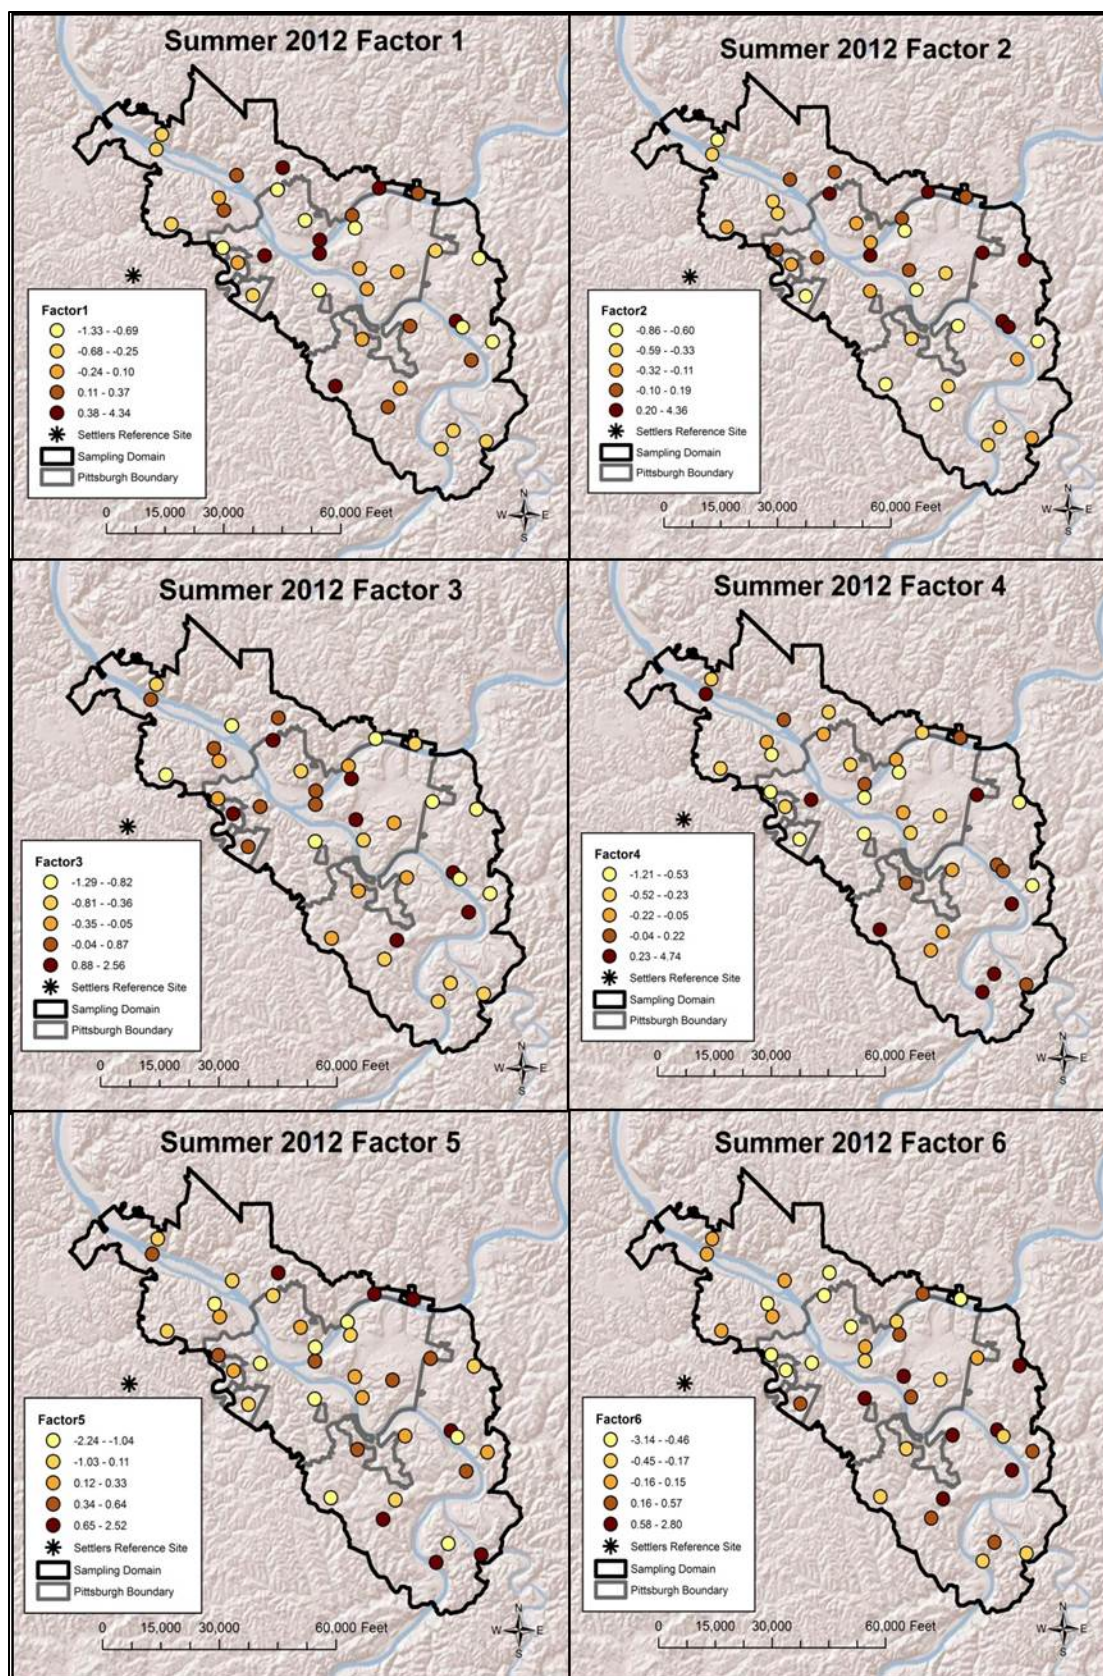 Summer 2012 Factor 1
Factor1
-1.33 - -0.69
-0.68 - -0.25
-0.24 - 0.10
0.11 - 0.37
0.38 - 4.34
Settlers Reference Site
Sampling Domain
Pittsburgh Boundary
0 15,000 30,000 60,000 Feet
N
W E
S
Summer 2012 Factor 2
Factor2
-0.86 - -0.60
-0.59 - -0.33
-0.32 - -0.11
-0.10 - 0.19
0.20 - 4.36
Settlers Reference Site
Sampling Domain
Pittsburgh Boundary
0 15,000 30,000 60,000 Feet
N
W E
S
Summer 2012 Factor 3
Factor3
-1.29 - -0.82
-0.81 - -0.36
-0.35 - -0.05
-0.04 - 0.87
0.88 - 2.56
Settlers Reference Site
Sampling Domain
Pittsburgh Boundary
0 15,000 30,000 60,000 Feet
N
W E
S
Summer 2012 Factor 4
Factor4
-1.21 - -0.53
-0.52 - -0.23
-0.22 - -0.05
-0.04 - 0.22
0.23 - 4.74
Settlers Reference Site
Sampling Domain
Pittsburgh Boundary
0 15,000 30,000 60,000 Feet
N
W E
S
Summer 2012 Factor 5
Factor5
-2.24 - -1.04
-1.03 - 0.11
0.12 - 0.33
0.34 - 0.64
0.65 - 2.52
Settlers Reference Site
Sampling Domain
Pittsburgh Boundary
0 15,000 30,000 60,000 Feet
N
W E
S
Summer 2012 Factor 6
Factor6
-3.14 - -0.46
-0.45 - -0.17
-0.16 - 0.15
0.16 - 0.57
0.58 - 2.80
Settlers Reference Site
Sampling Domain
Pittsburgh Boundary
0 15,000 30,000 60,000 Feet
N
W E
S